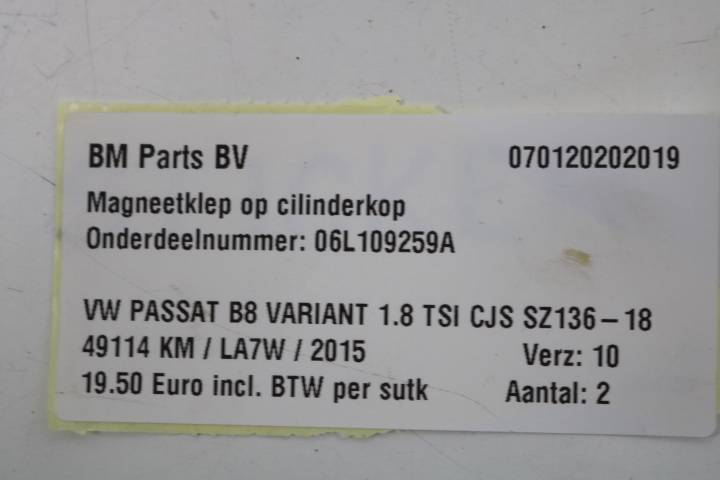 BM Parts BV 070120202019
Magneetklep op cilinderkop
Onderdeelnummer: 06L109259A
VW PASSAT B8 VARIANT 1.8 TSI CJS SZ136-18
49114 KM / LA7W / 2015 Verz: 10
19.50 Euro incl. BTW per sutk Aantal: 2